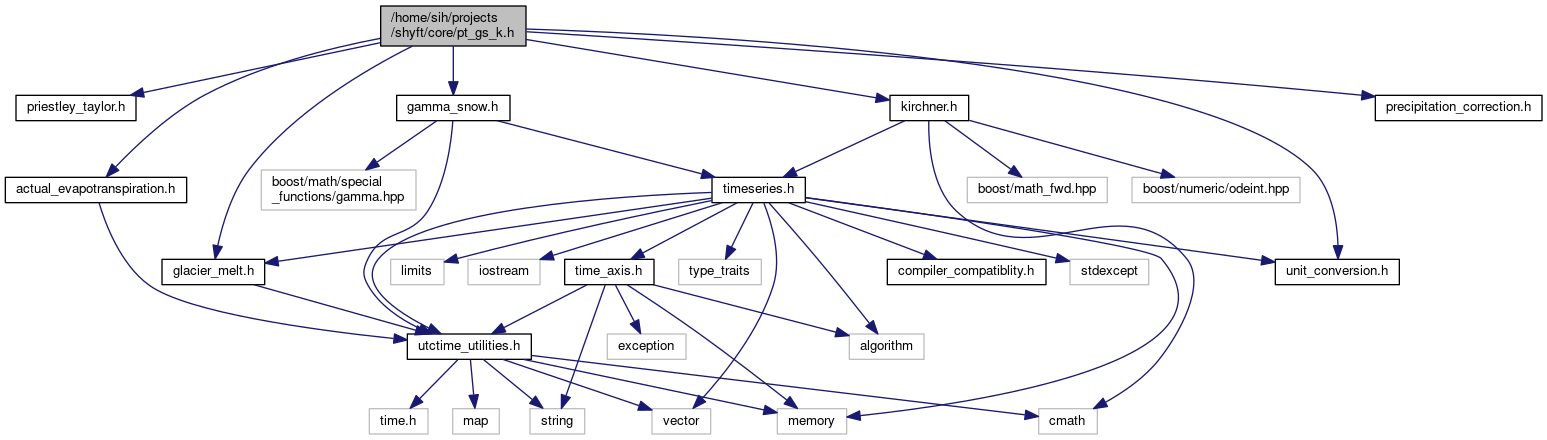 /home/sih/projects
/shyft/core/pt_gs_k.h
priestley_taylor.h
gamma_snow.h
kirchner.h
precipitation_correction.h
actual_evapotranspiration.h
boost/math/special
_functions/gamma.hpp
timeseries.h
boost/math_fwd.hpp
boost/numeric/odeint.hpp
glacier_melt.h
limits
iostream
time_axis.h
type_traits
compiler_compatiblity.h
stdexcept
unit_conversion.h
utctime_utilities.h
exception
algorithm
time.h
map
string
vector
memory
cmath